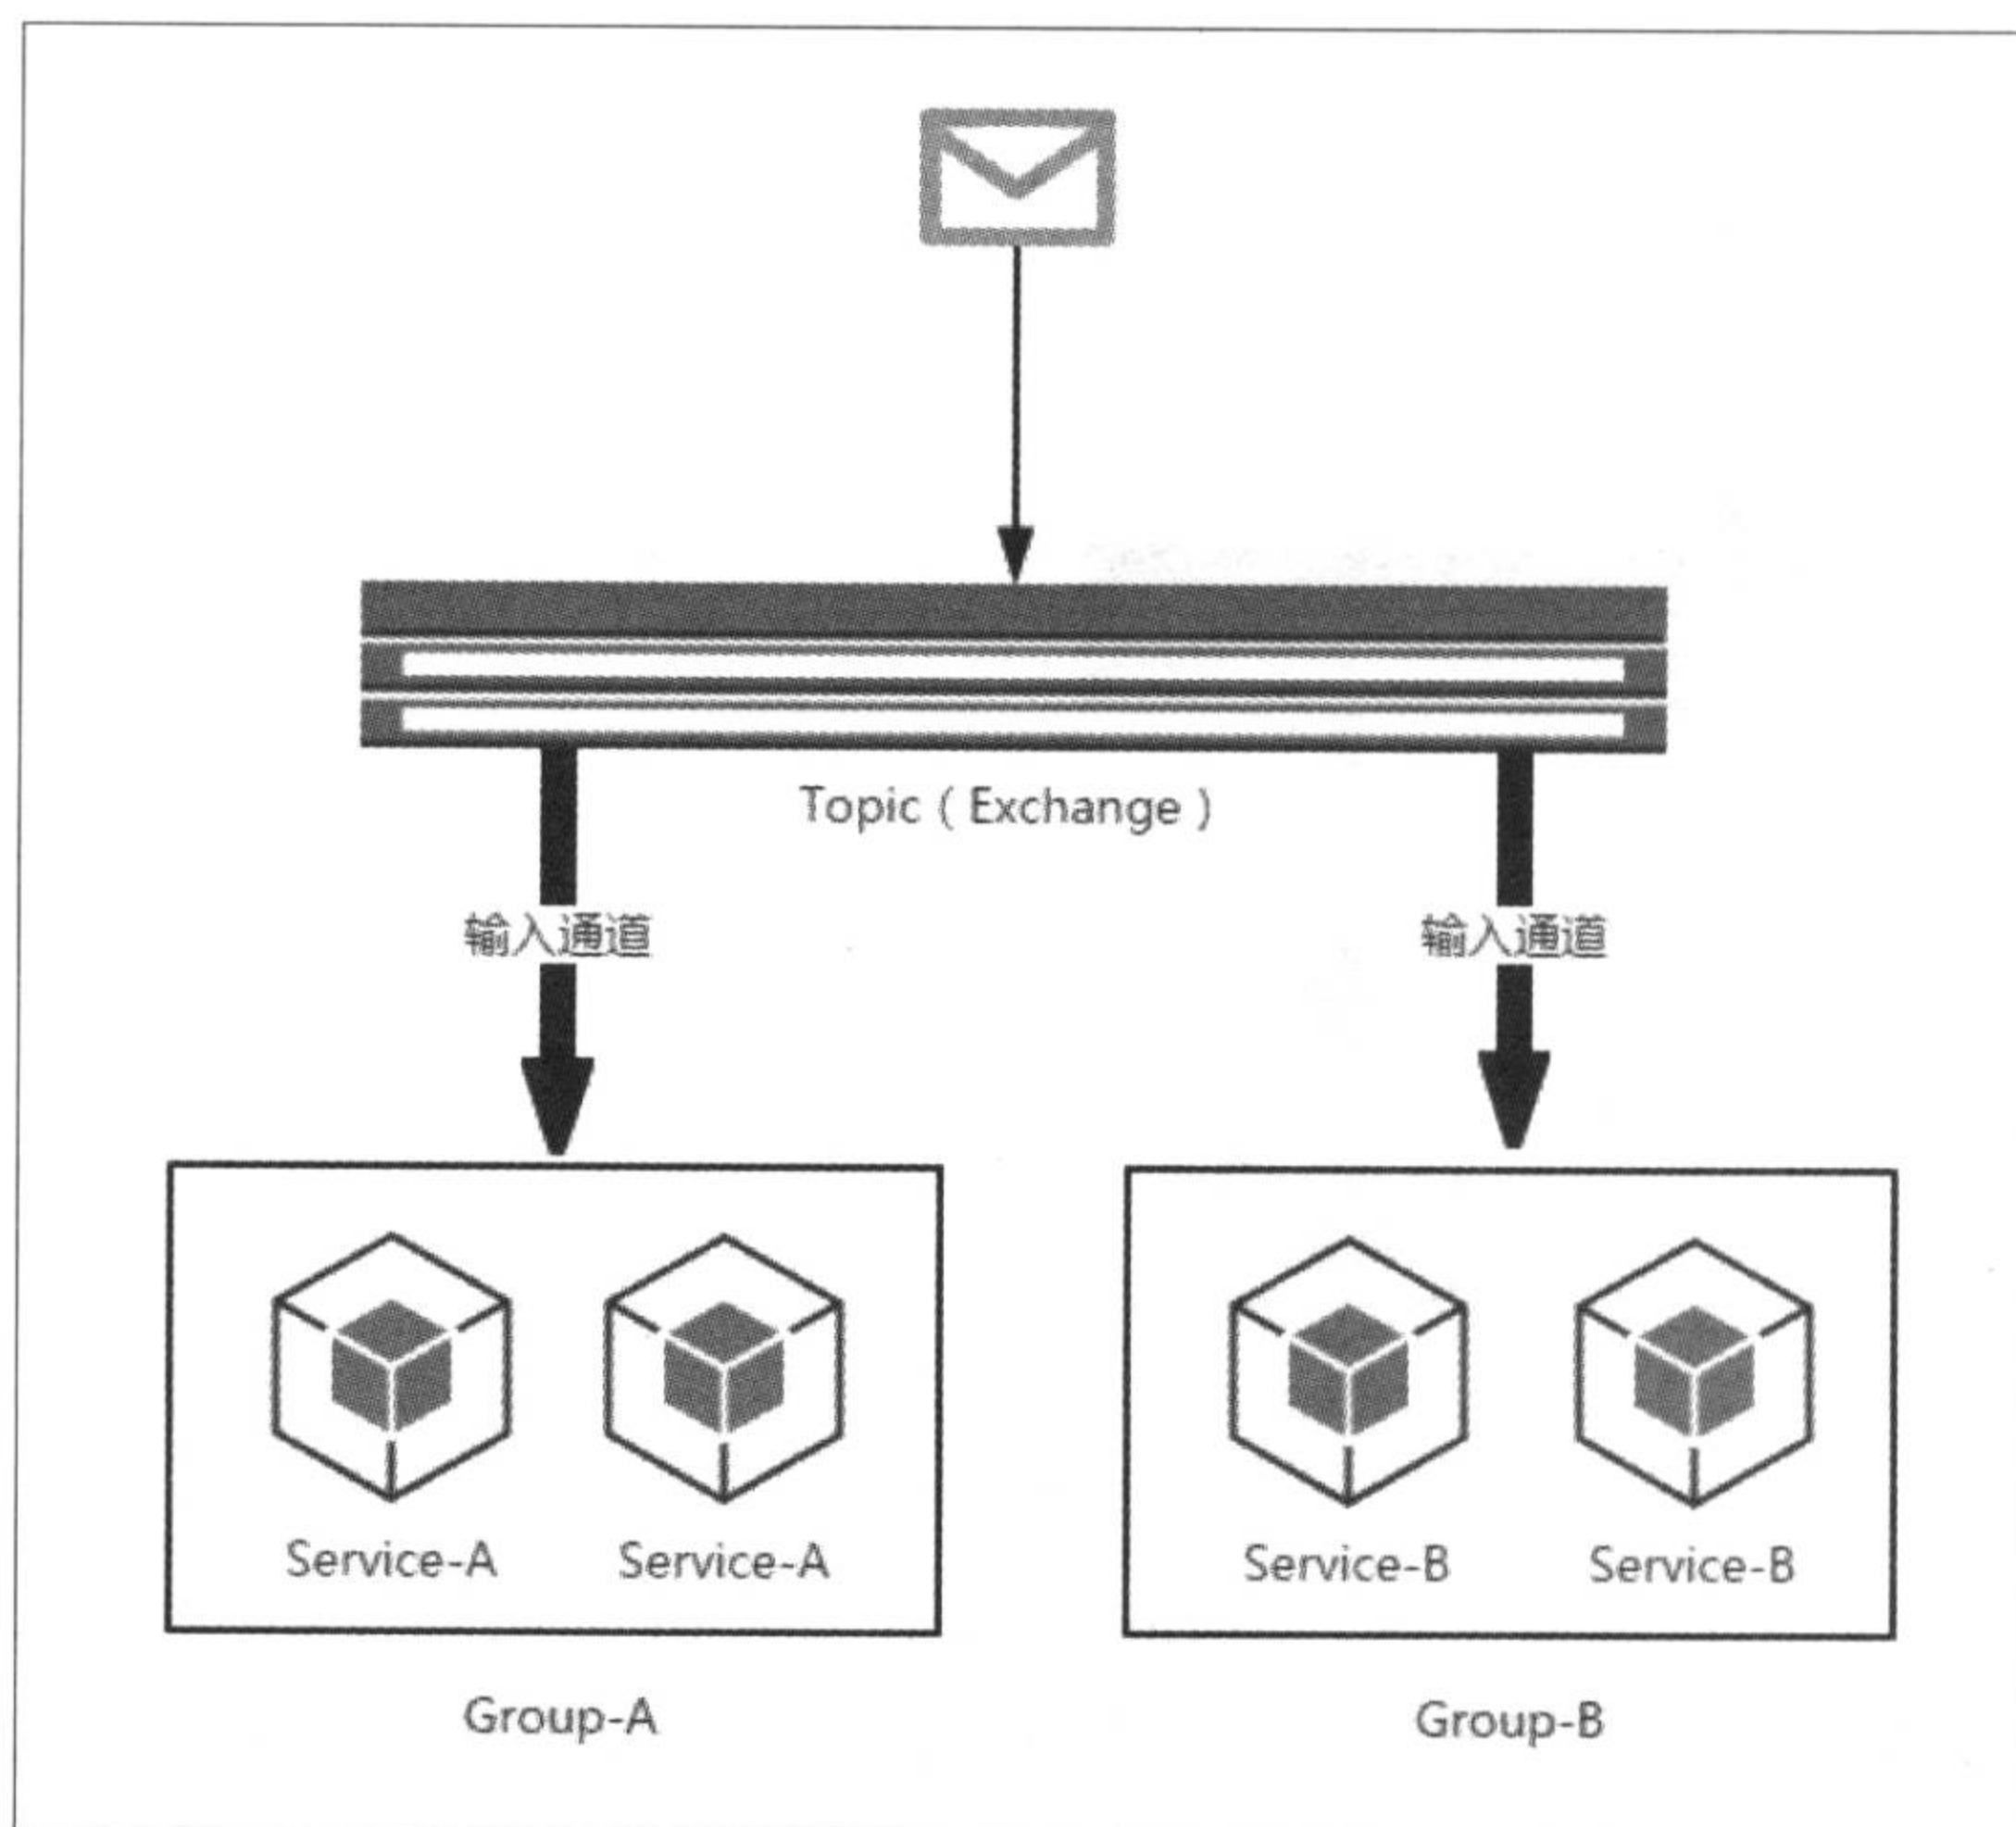 Topic（Exchange）
输入通道
输入通道
Service-A
Service-A
Service-B
Service-B
Group-A
Group-B